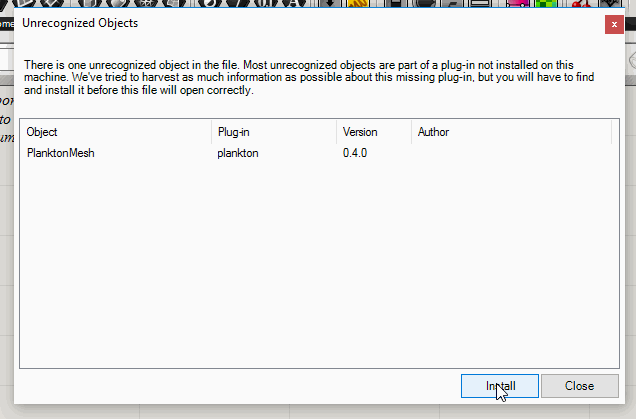 Unrecognized Objects
x
There is one unrecognized object in the file. Most unrecognized objects are part of a plug-in not installed on this
machine. We've tried to harvest as much information as possible about this missing plug-in, but you will have to find
and install it before this file will open correctly.
Object Plug-in Version Author
PlanktonMesh plankton 0.4.0
Install Close